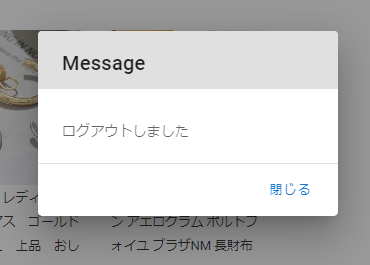 Message
ログアウトしました
閉じる
レディ
アス ゴールド
上品 おし
ン アエログラム ポルトフ
ォイユ ブラザNM 長財布